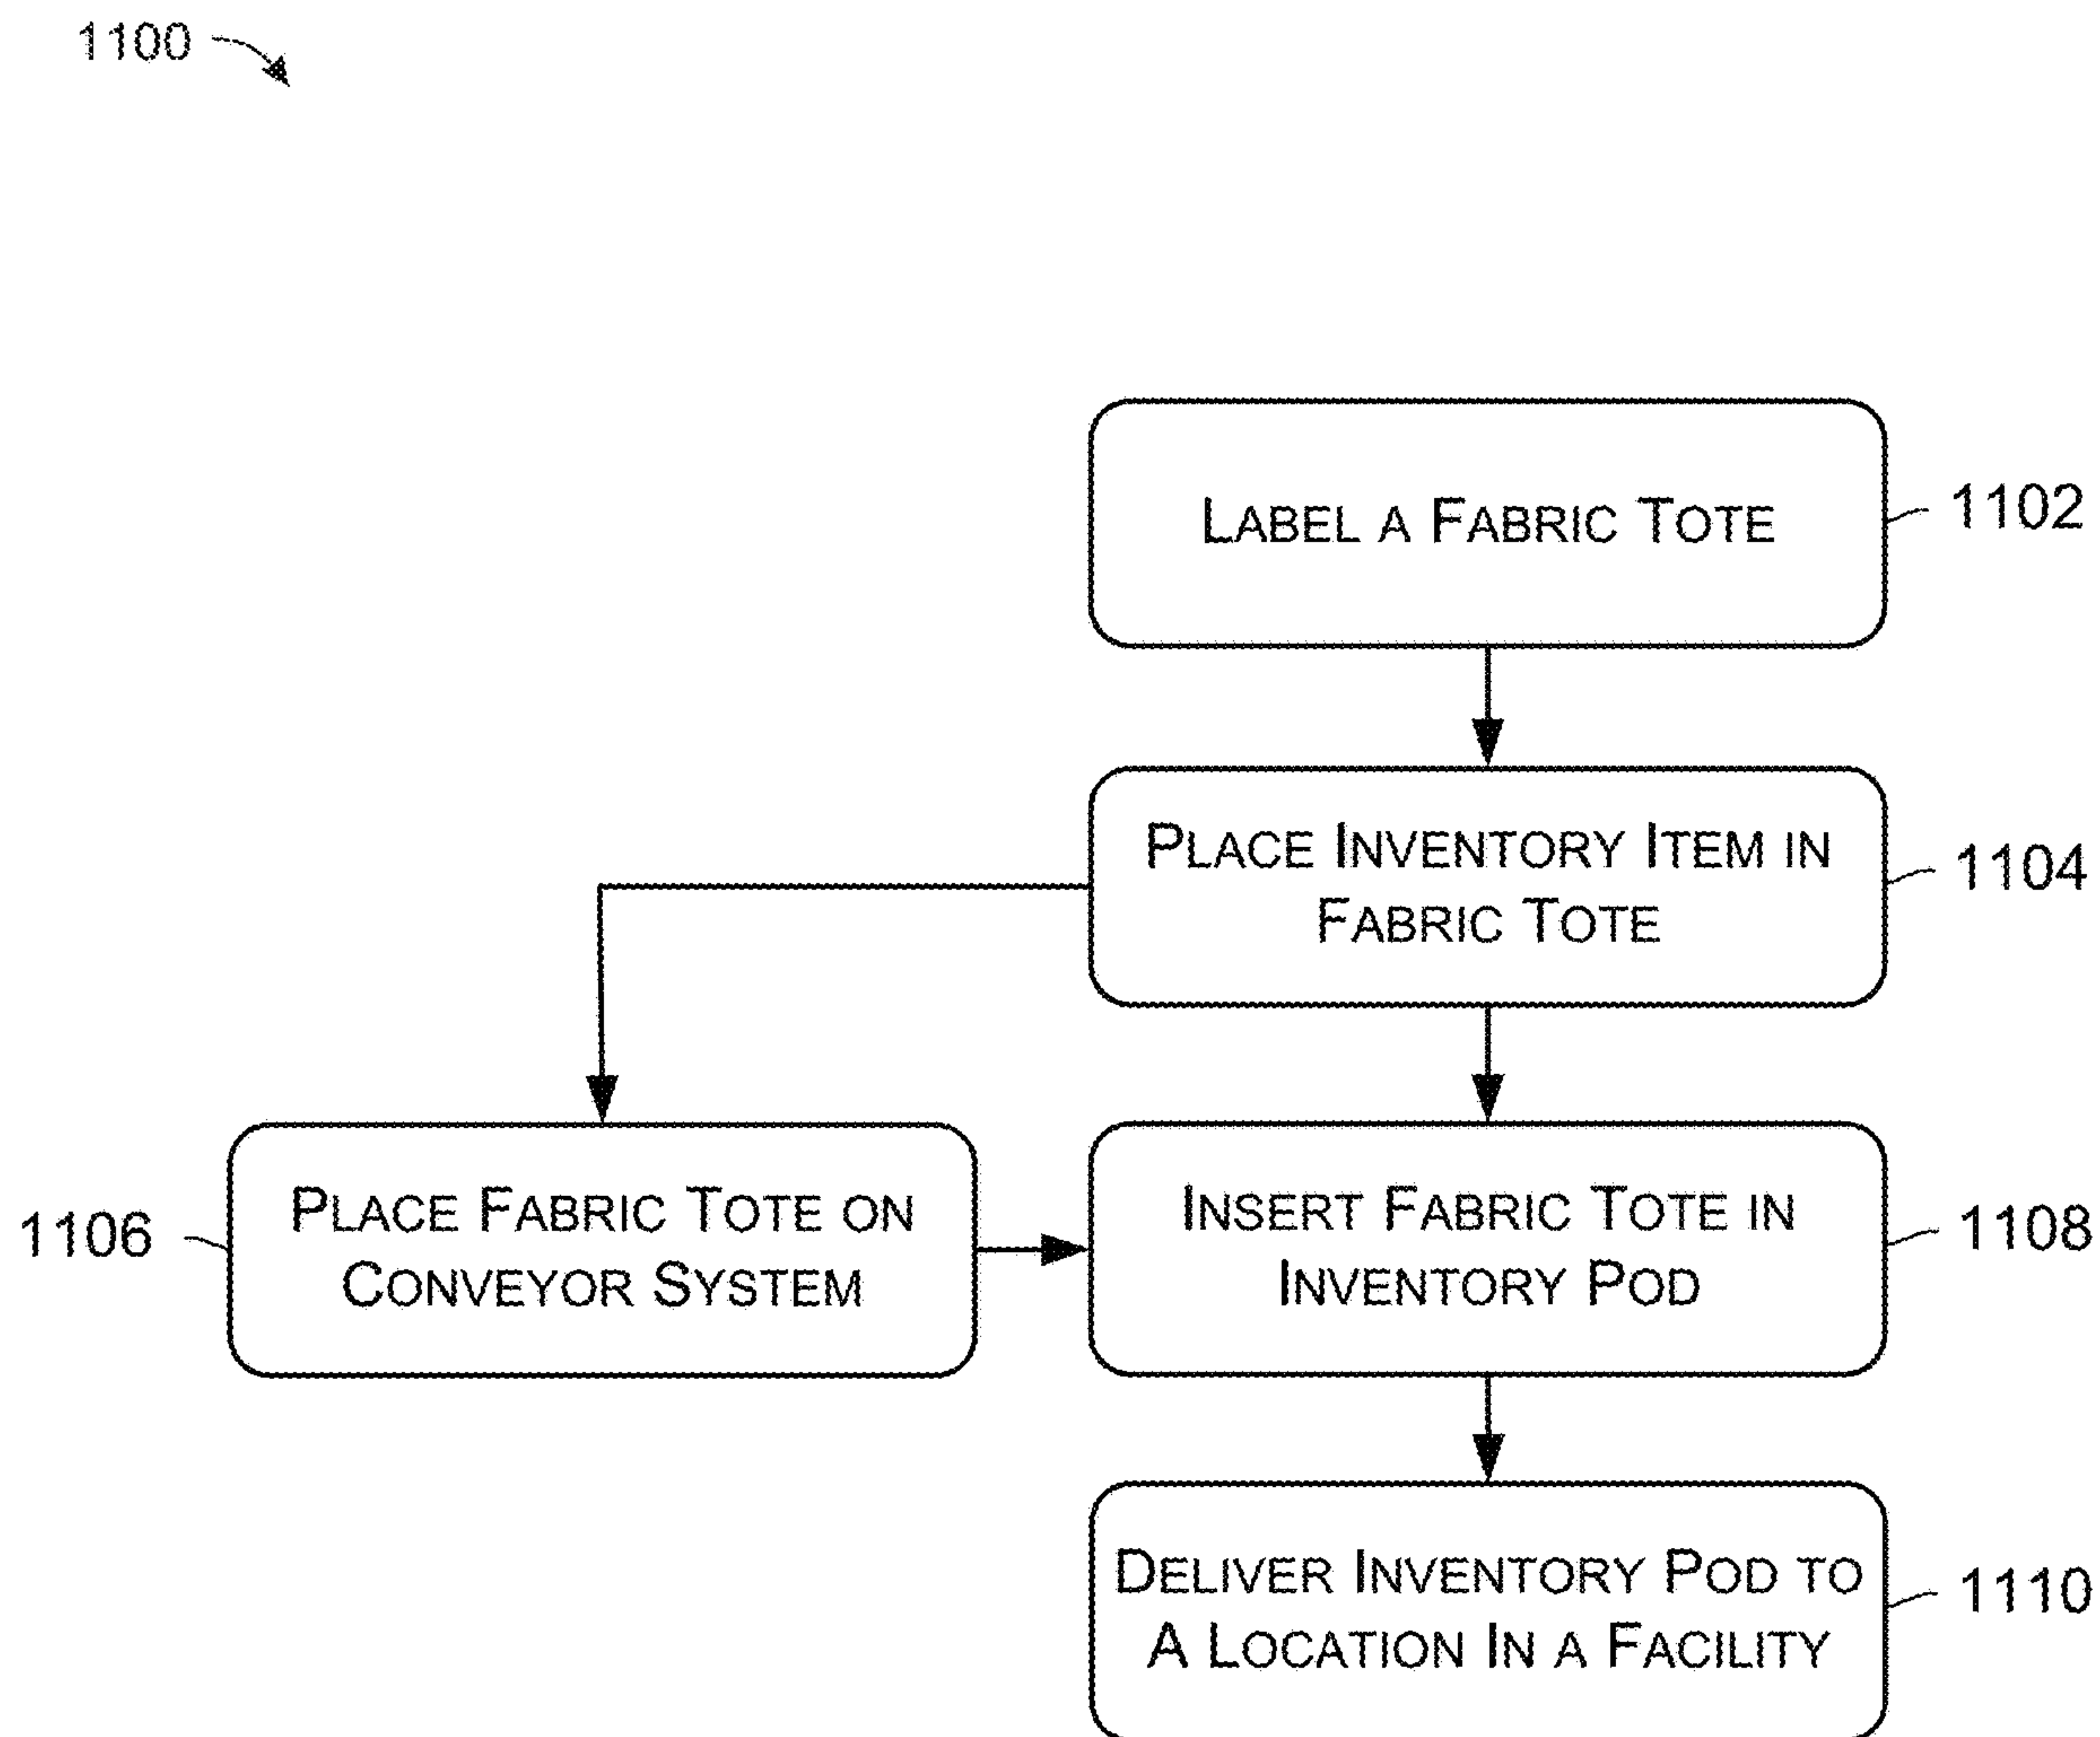 1100
LABEL A FABRIC TOTE
1102
PLACE INVENTORY ITEM IN
FABRIC TOTE
1104
1106
PLACE FABRIC TOTE ON
CONVEYOR SYSTEM
INSERT FABRIC TOTE IN
INVENTORY POD
1108
DELIVER INVENTORY POD TO
A LOCATION IN A FACILITY
1110